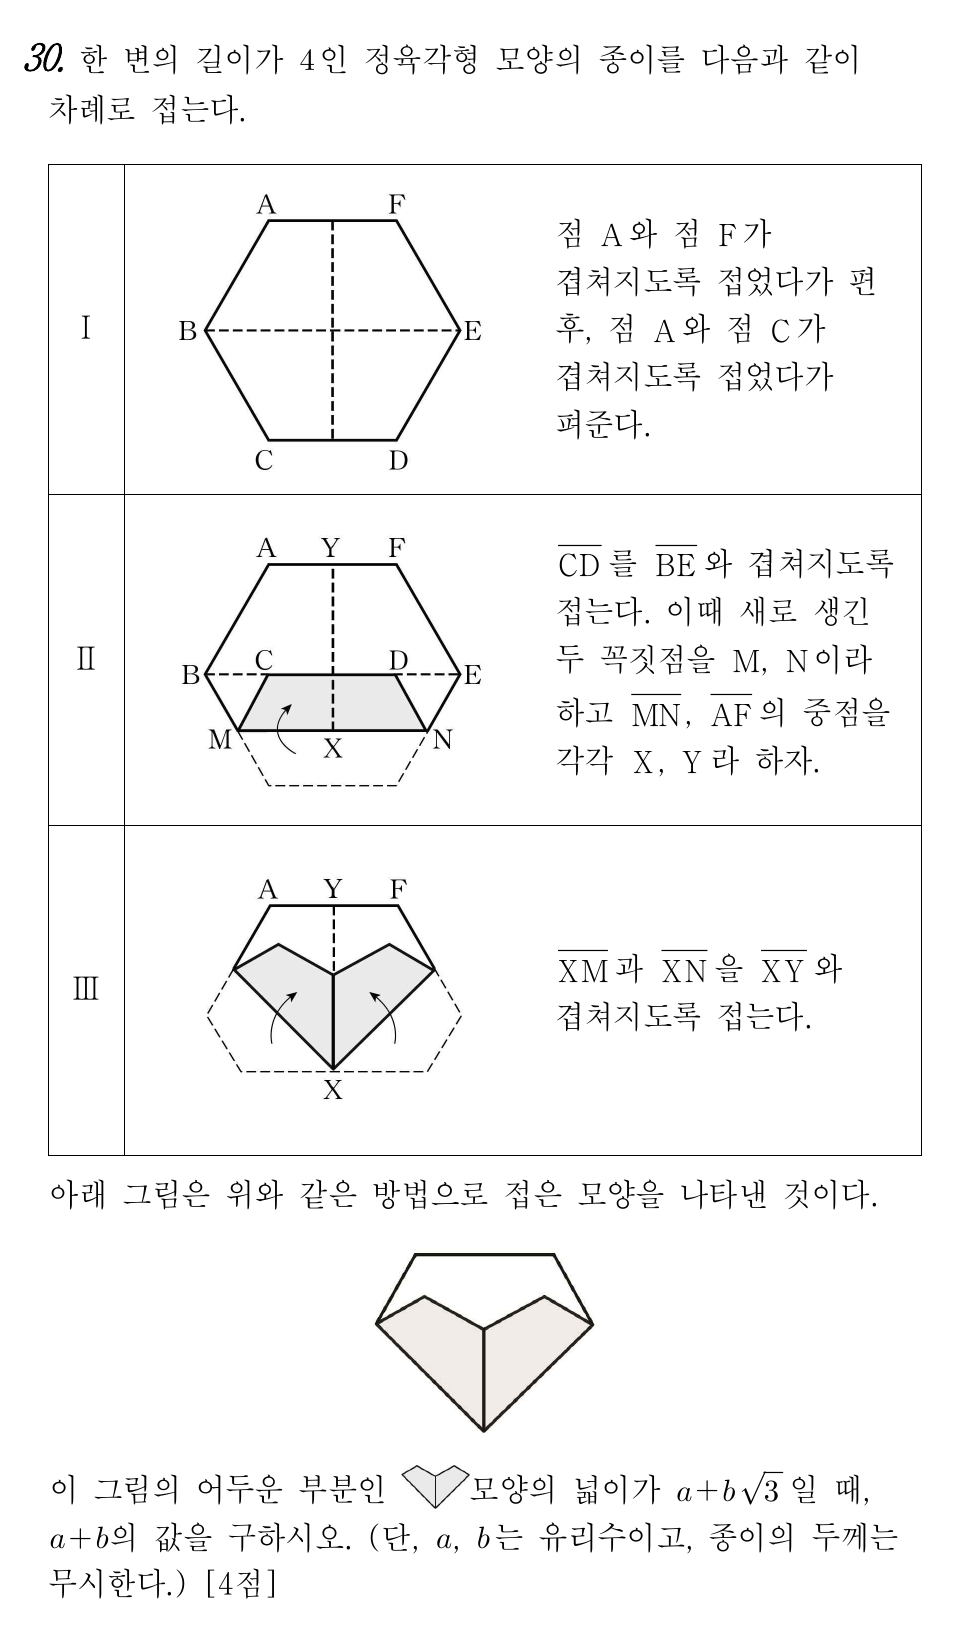 30. 한 변의 길이가 4인 정육각형 모양의 종이를 다음과 같이
차례로 접는다.
Ⅰ
A F
B E
C D
점 A와 점 F가
겹쳐지도록 접었다가 편
후, 점 A와 점 C가
겹쳐지도록 접었다가
펴준다.
Ⅱ
A Y F
B C D E
M X N
$\overline{CD}$를 $\overline{BE}$와 겹쳐지도록
접는다. 이때 새로 생긴
두 꼭짓점을 M, N이라
하고 $\overline{MN}$, $\overline{AF}$의 중점을
각각 X, Y라 하자.
Ⅲ
A Y F
X
$\overline{XM}$과 $\overline{XN}$을 $\overline{XY}$와
겹쳐지도록 접는다.
아래 그림은 위와 같은 방법으로 접은 모양을 나타낸 것이다.
이 그림의 어두운 부분인 모양의 넓이가 a+b√3 일 때,
a+b의 값을 구하시오. (단, a, b는 유리수이고, 종이의 두께는
무시한다.) [4점]